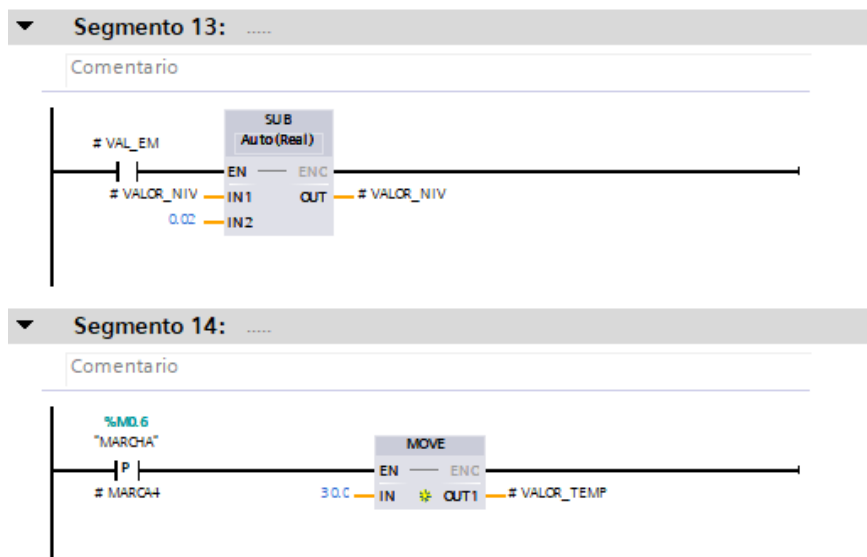 Segmento 13: .....
Comentario
SUB
Auto (Real)
# VAL_EM
EN ENO
# VALOR_NIV IN1 OUT # VALOR_NIV
0.02 IN2
Segmento 14: .....
Comentario
%M0.6
"MARCHA"
MOVE
P
EN ENO
# MARCA4
30.0 IN OUT1 # VALOR_TEMP